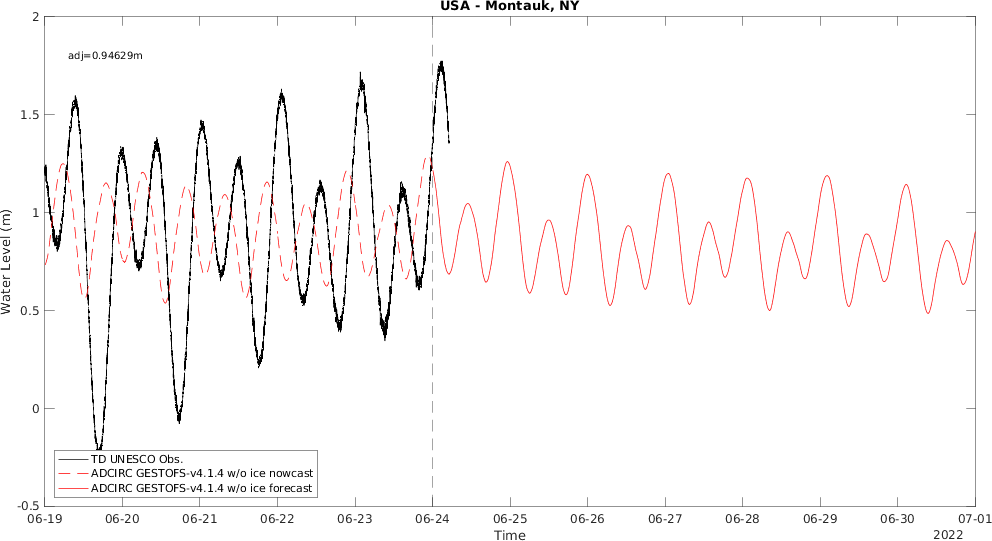 USA - Montauk, NY
2
adj=0.94629m
1.5
1
0.5
0
-0.5
Water Level (m)
TD UNESCO Obs.
ADCIRC GESTOFS-v4.1.4 w/o ice nowcast
ADCIRC GESTOFS-v4.1.4 w/o ice forecast
06-19 06-20 06-21 06-22 06-23 06-24 06-25 06-26 06-27 06-28 06-29 06-30 07-01
Time
2022